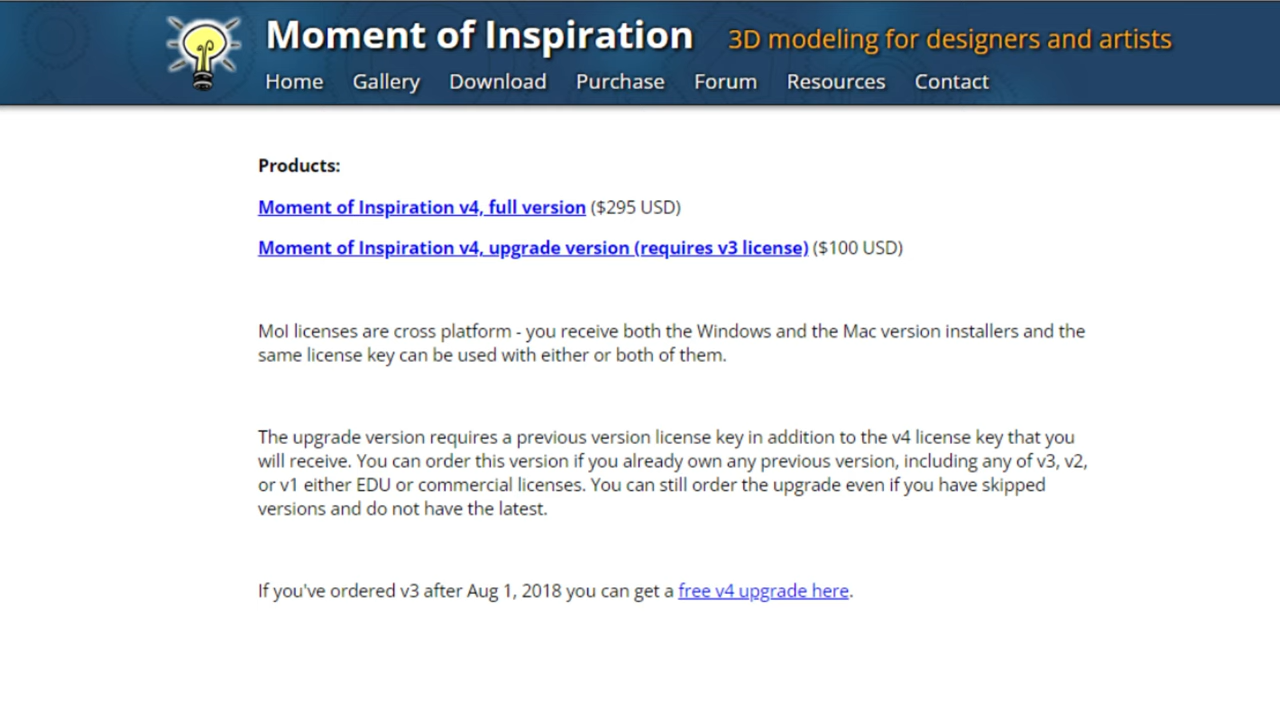 Moment of Inspiration
3D modeling for designers and artists
Home Gallery Download Purchase Forum Resources Contact
Products:
Moment of Inspiration v4, full version ($295 USD)
Moment of Inspiration v4, upgrade version (requires v3 license) ($100 USD)
MoI licenses are cross platform - you receive both the Windows and the Mac version installers and the
same license key can be used with either or both of them.
The upgrade version requires a previous version license key in addition to the v4 license key that you
will receive. You can order this version if you already own any previous version, including any of v3, v2,
or v1 either EDU or commercial licenses. You can still order the upgrade even if you have skipped
versions and do not have the latest.
If you've ordered v3 after Aug 1, 2018 you can get a free v4 upgrade here.